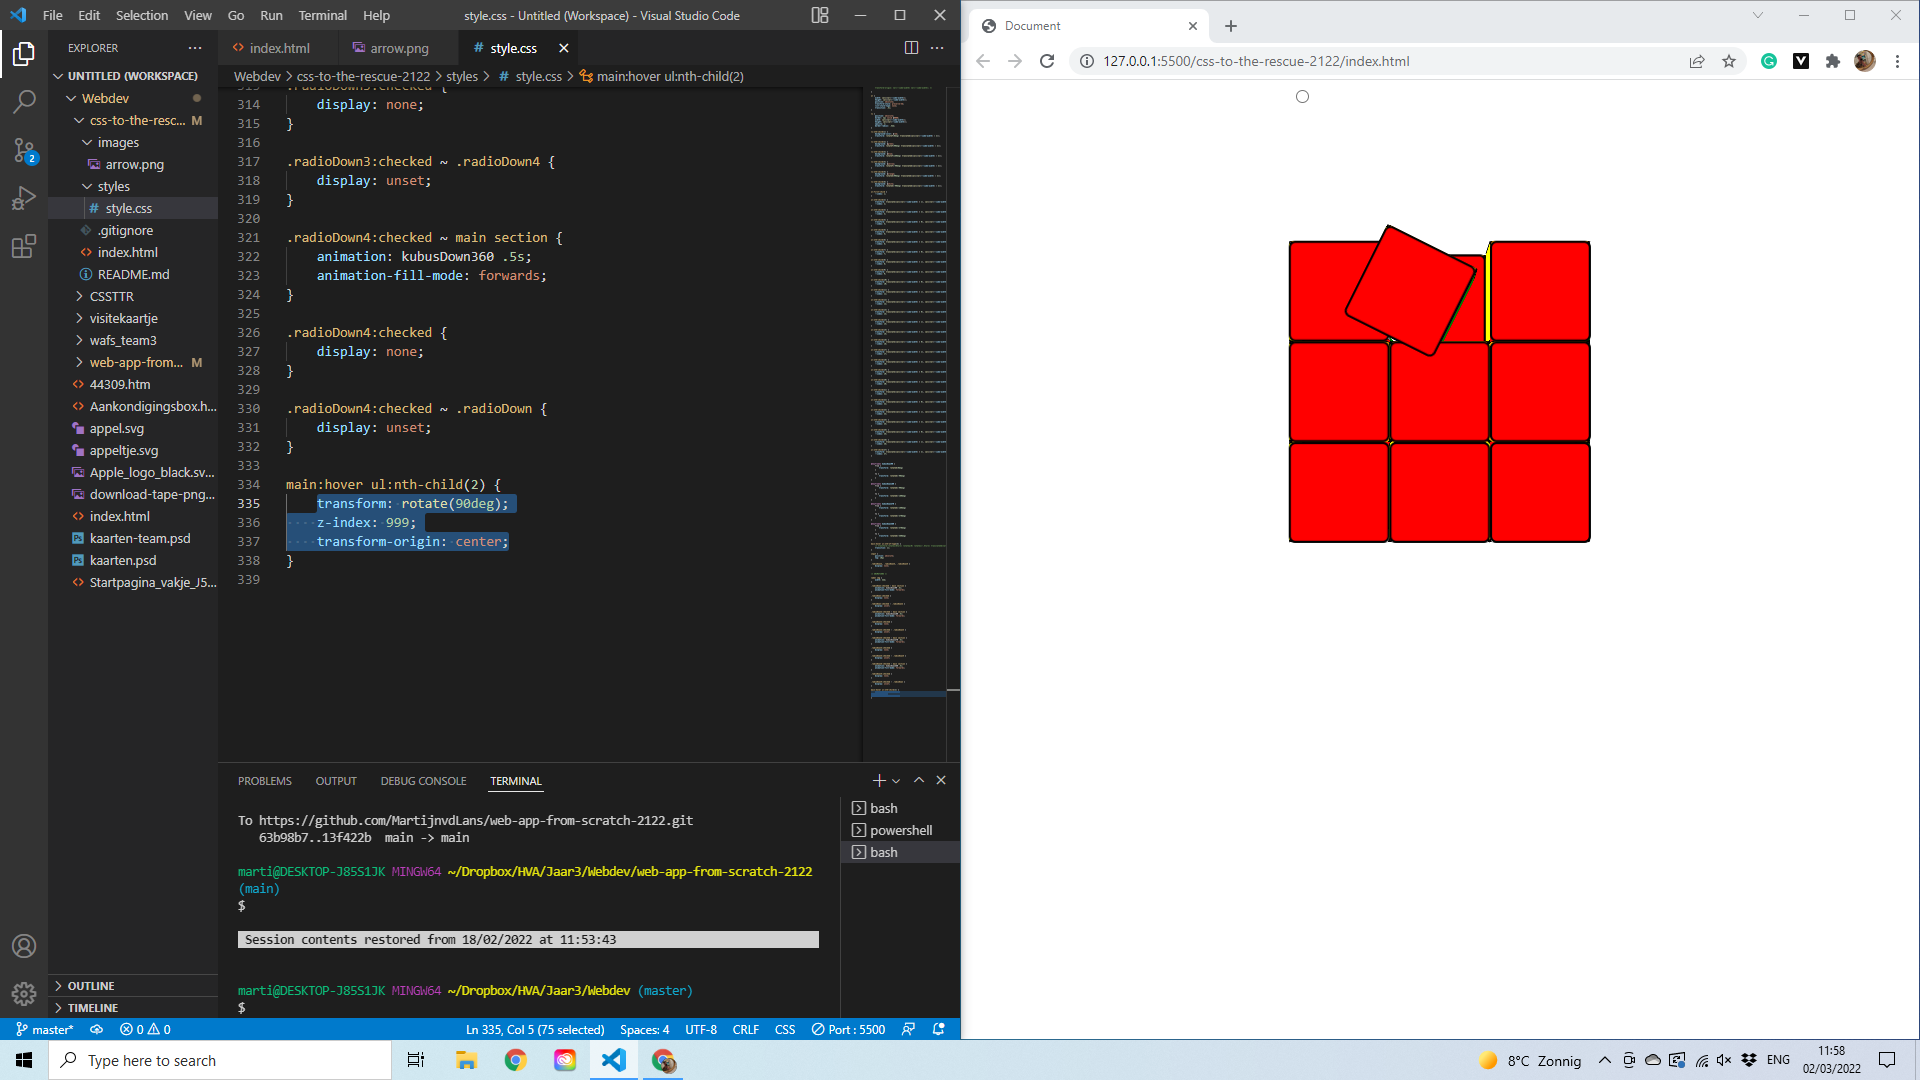 File Edit Selection View Go Run Terminal Help
style.css - Untitled (Workspace) - Visual Studio Code
EXPLORER
UNTITLED (WORKSPACE)
Webdev
css-to-the-resc... M
images
arrow.png
styles
# style.css
.gitignore
index.html
README.md
CSSTTR
visitekaartje
wafs_team3
web-app-from... M
44309.htm
Aankondigingsbox.h...
appel.svg
appeltje.svg
Apple_logo_black.sv...
download-tape-png...
index.html
kaarten-team.psd
kaarten.psd
Startpagina_vakje_J5...
OUTLINE
TIMELINE
2
index.html
arrow.png
# style.css
Webdev > css-to-the-rescue-2122 > styles > # style.css > main:hover ul:nth-child(2)
313 .radioDown3:checked {
314 display: none;
315 }
316
317 .radioDown3:checked ~ .radioDown4 {
318 display: unset;
319 }
320
321 .radioDown4:checked ~ main section {
322 animation: kubusDown360 .5s;
323 animation-fill-mode: forwards;
324 }
325
326 .radioDown4:checked {
327 display: none;
328 }
329
330 .radioDown4:checked ~ .radioDown {
331 display: unset;
332 }
333
334 main:hover ul:nth-child(2) {
335 transform: rotate(90deg);
336 z-index: 999;
337 transform-origin: center;
338 }
339
PROBLEMS OUTPUT DEBUG CONSOLE TERMINAL
To https://github.com/MartijnvdLans/web-app-from-scratch-2122.git
63b98b7..13f422b main -> main
marti@DESKTOP-J85S1JK MINGW64 ~/Dropbox/HVA/Jaar3/Webdev/web-app-from-scratch-2122
(main)
$
Session contents restored from 18/02/2022 at 11:53:43
marti@DESKTOP-J85S1JK MINGW64 ~/Dropbox/HVA/Jaar3/Webdev (master)
$
bash
powershell
bash
master* 0 0 Ln 335, Col 5 (75 selected) Spaces: 4 UTF-8 CRLF CSS Port : 5500
Document
127.0.0.1:5500/css-to-the-rescue-2122/index.html
Type here to search
8°C Zonnig
ENG
11:58
02/03/2022